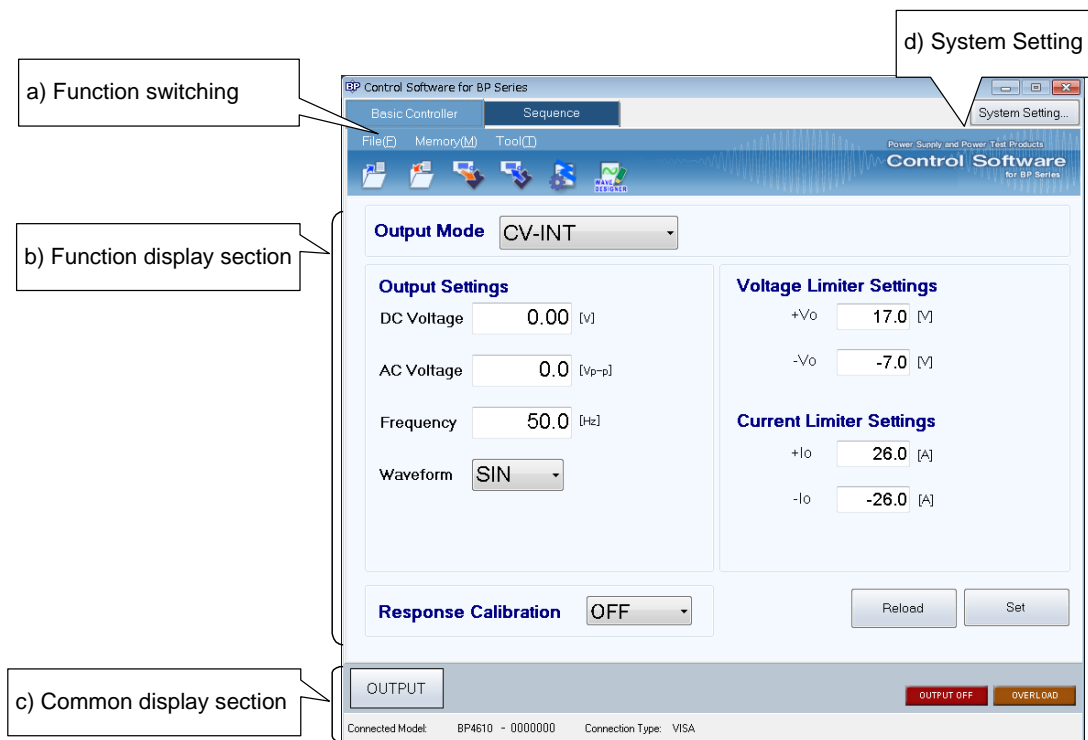 d) System Setting
a) Function switching
BP Control Software for BP Series
Basic Controller
Sequence
System Setting...
File(F) Memory(M) Tool(T)
Power Supply and Power Test Products
Control Software
for BP Series
WAVE
DESIGNER
b) Function display section
Output Mode CV-INT
Output Settings
DC Voltage 0.00 [V]
AC Voltage 0.0 [Vp-p]
Frequency 50.0 [Hz]
Waveform SIN
Voltage Limiter Settings
+Vo 17.0 [V]
-Vo -7.0 [V]
Current Limiter Settings
+Io 26.0 [A]
-Io -26.0 [A]
Response Calibration OFF
Reload
Set
c) Common display section
OUTPUT
OUTPUT OFF
OVERLOAD
Connected Model: BP4610 - 0000000 Connection Type: VISA